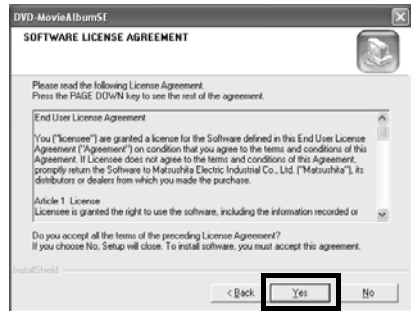 DVD-MovieAlbumSE
SOFTWARE LICENSE AGREEMENT
Please read the following License Agreement.
Press the PAGE DOWN key to see the rest of the agreement.
End User License Agreement
You ("licensee") are granted a license for the Software defined in this End User License
Agreement ("Agreement") on condition that you agree to the terms and conditions of this
Agreement. If Licensee does not agree to the terms and conditions of this Agreement,
promptly return the Software to Matsushita Electric Industrial Co., Ltd. ("Matsushita"), its
distributors or dealers from which you made the purchase.
Article 1 License
Licensee is granted the right to use the software, including the information recorded or
Do you accept all the terms of the preceding License Agreement?
If you choose No, Setup will close. To install software, you must accept this agreement.
InstallShield
< Back Yes No